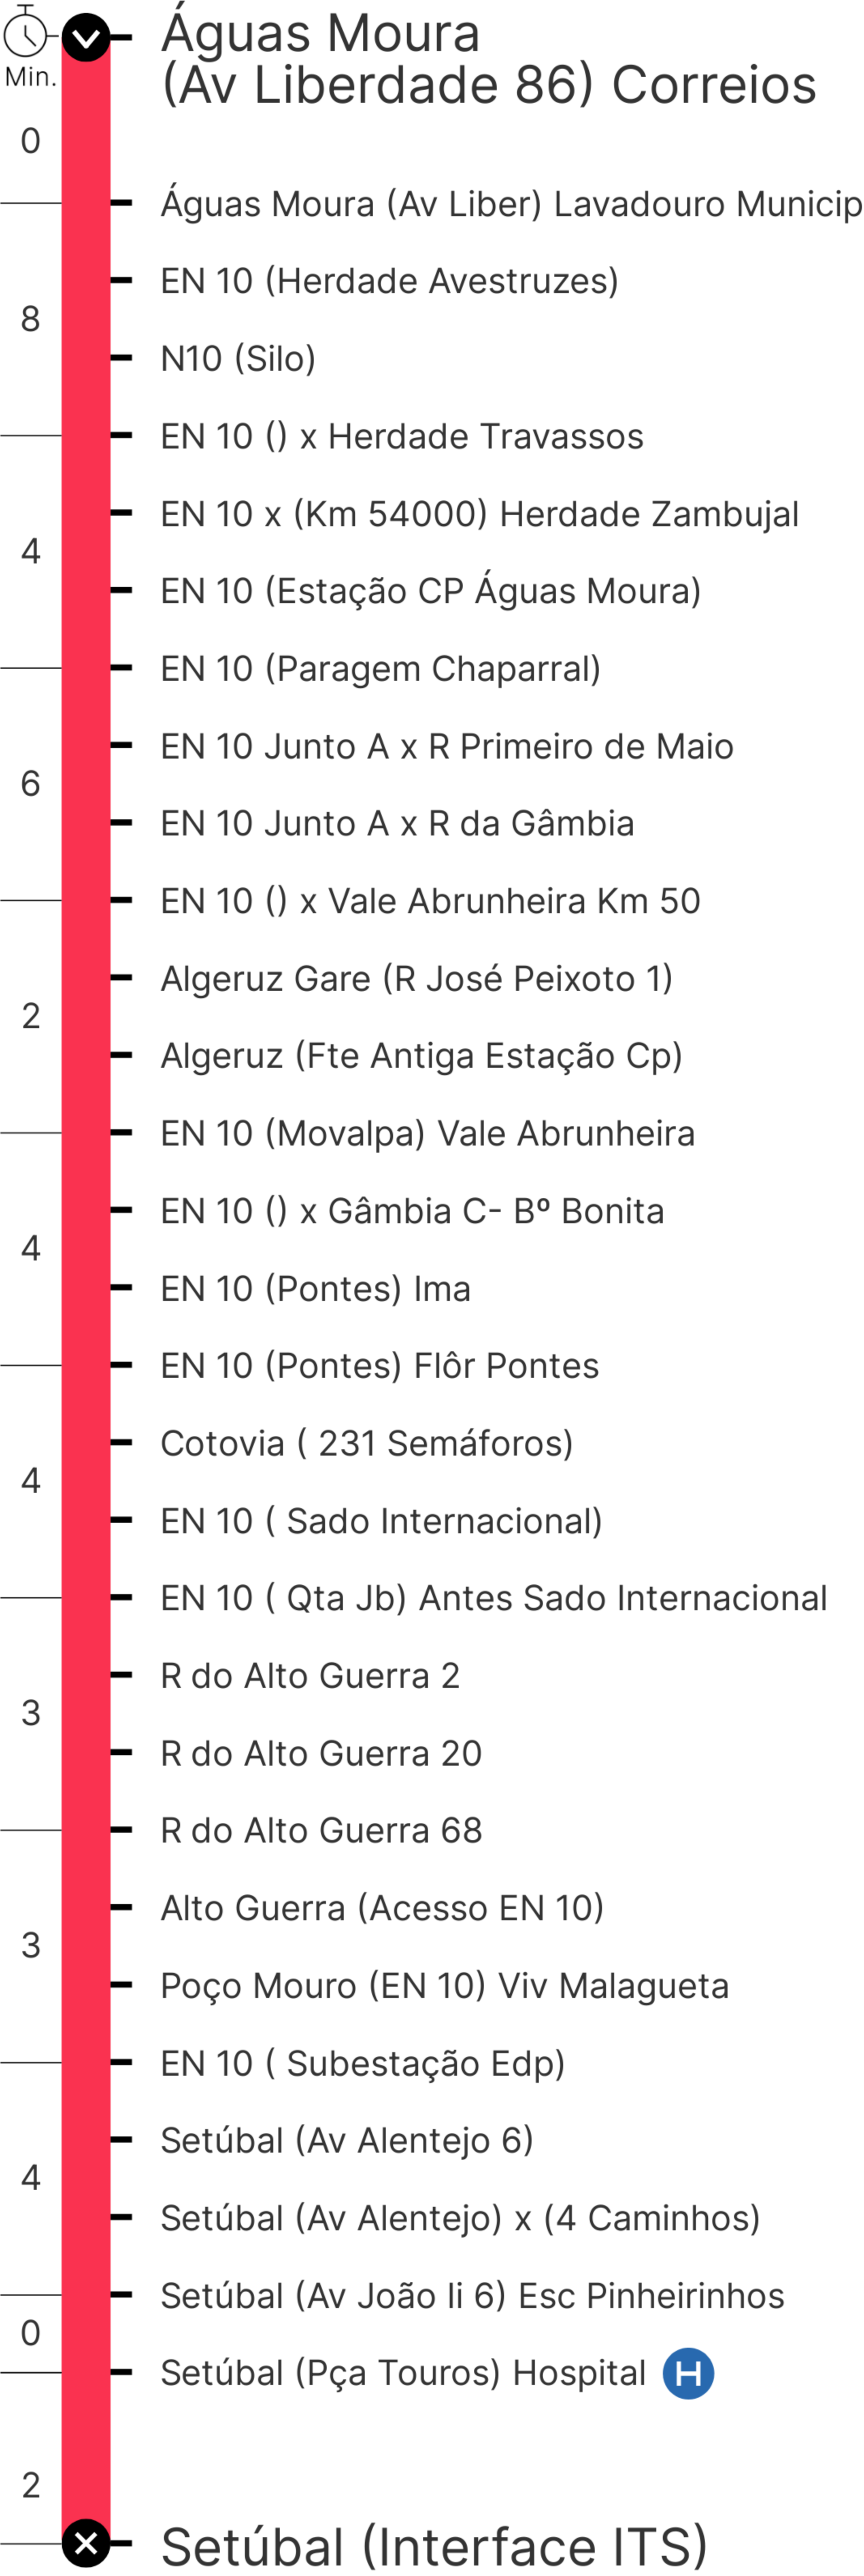 Águas Moura
(Av Liberdade 86) Correios
Min.
0
Águas Moura (Av Liber) Lavadouro Municip
EN 10 (Herdade Avestruzes)
8
N10 (Silo)
EN 10 () x Herdade Travassos
EN 10 x (Km 54000) Herdade Zambujal
4
EN 10 (Estação CP Águas Moura)
EN 10 (Paragem Chaparral)
EN 10 Junto A x R Primeiro de Maio
6
EN 10 Junto A x R da Gâmbia
EN 10 () x Vale Abrunheira Km 50
Algeruz Gare (R José Peixoto 1)
2
Algeruz (Fte Antiga Estação Cp)
EN 10 (Movalpa) Vale Abrunheira
EN 10 () x Gâmbia C- Bº Bonita
4
EN 10 (Pontes) Ima
EN 10 (Pontes) Flôr Pontes
Cotovia ( 231 Semáforos)
4
EN 10 ( Sado Internacional)
EN 10 ( Qta Jb) Antes Sado Internacional
R do Alto Guerra 2
3
R do Alto Guerra 20
R do Alto Guerra 68
Alto Guerra (Acesso EN 10)
3
Poço Mouro (EN 10) Viv Malagueta
EN 10 ( Subestação Edp)
Setúbal (Av Alentejo 6)
4
Setúbal (Av Alentejo) x (4 Caminhos)
Setúbal (Av João Ii 6) Esc Pinheirinhos
0
Setúbal (Pça Touros) Hospital H
2
Setúbal (Interface ITS)